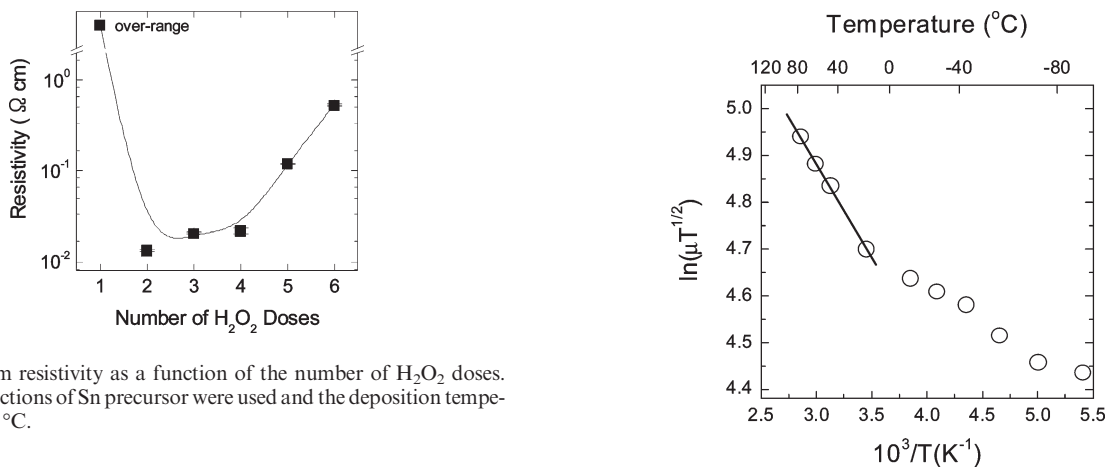 over-range
10⁰
10⁻¹
10⁻²
Resistivity ( Ω cm)
1 2 3 4 5 6
Number of H₂O₂ Doses
m resistivity as a function of the number of H₂O₂ doses.
ctions of Sn precursor were used and the deposition tempe-
°C.
Temperature (°C)
120 80 40 0 -40 -80
5.0
4.9
4.8
4.7
4.6
4.5
4.4
ln(μT¹ᐟ²)
2.5 3.0 3.5 4.0 4.5 5.0 5.5
10³/T(K⁻¹)